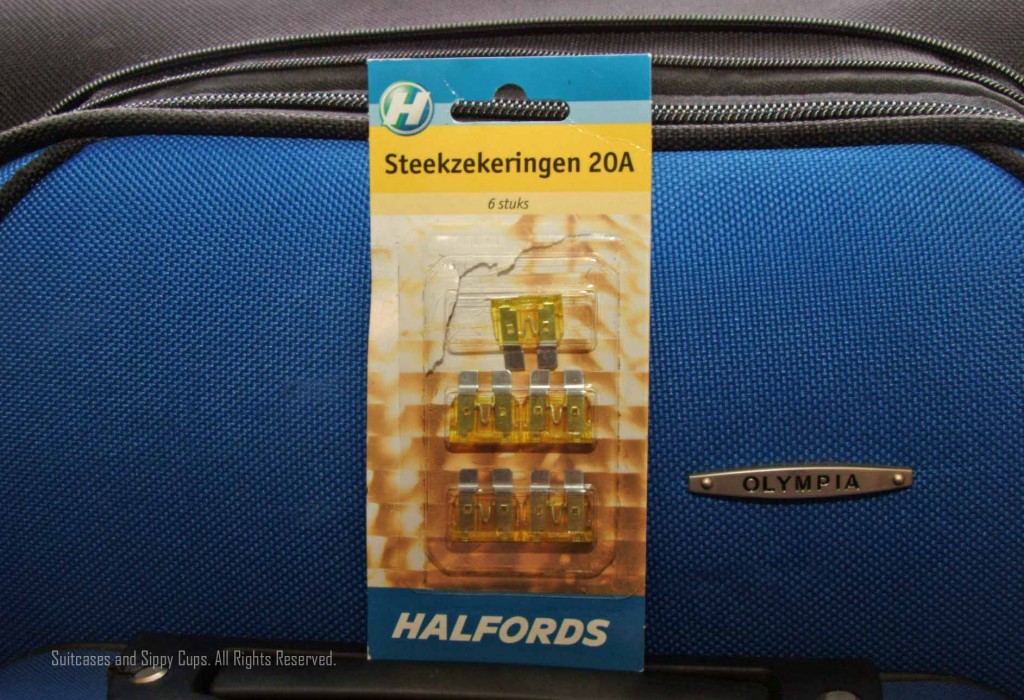 H
Steekzekeringen 20A
6 stuks
OLYMPIA
HALFORDS
Suitcases and Sippy Cups. All Rights Reserved.